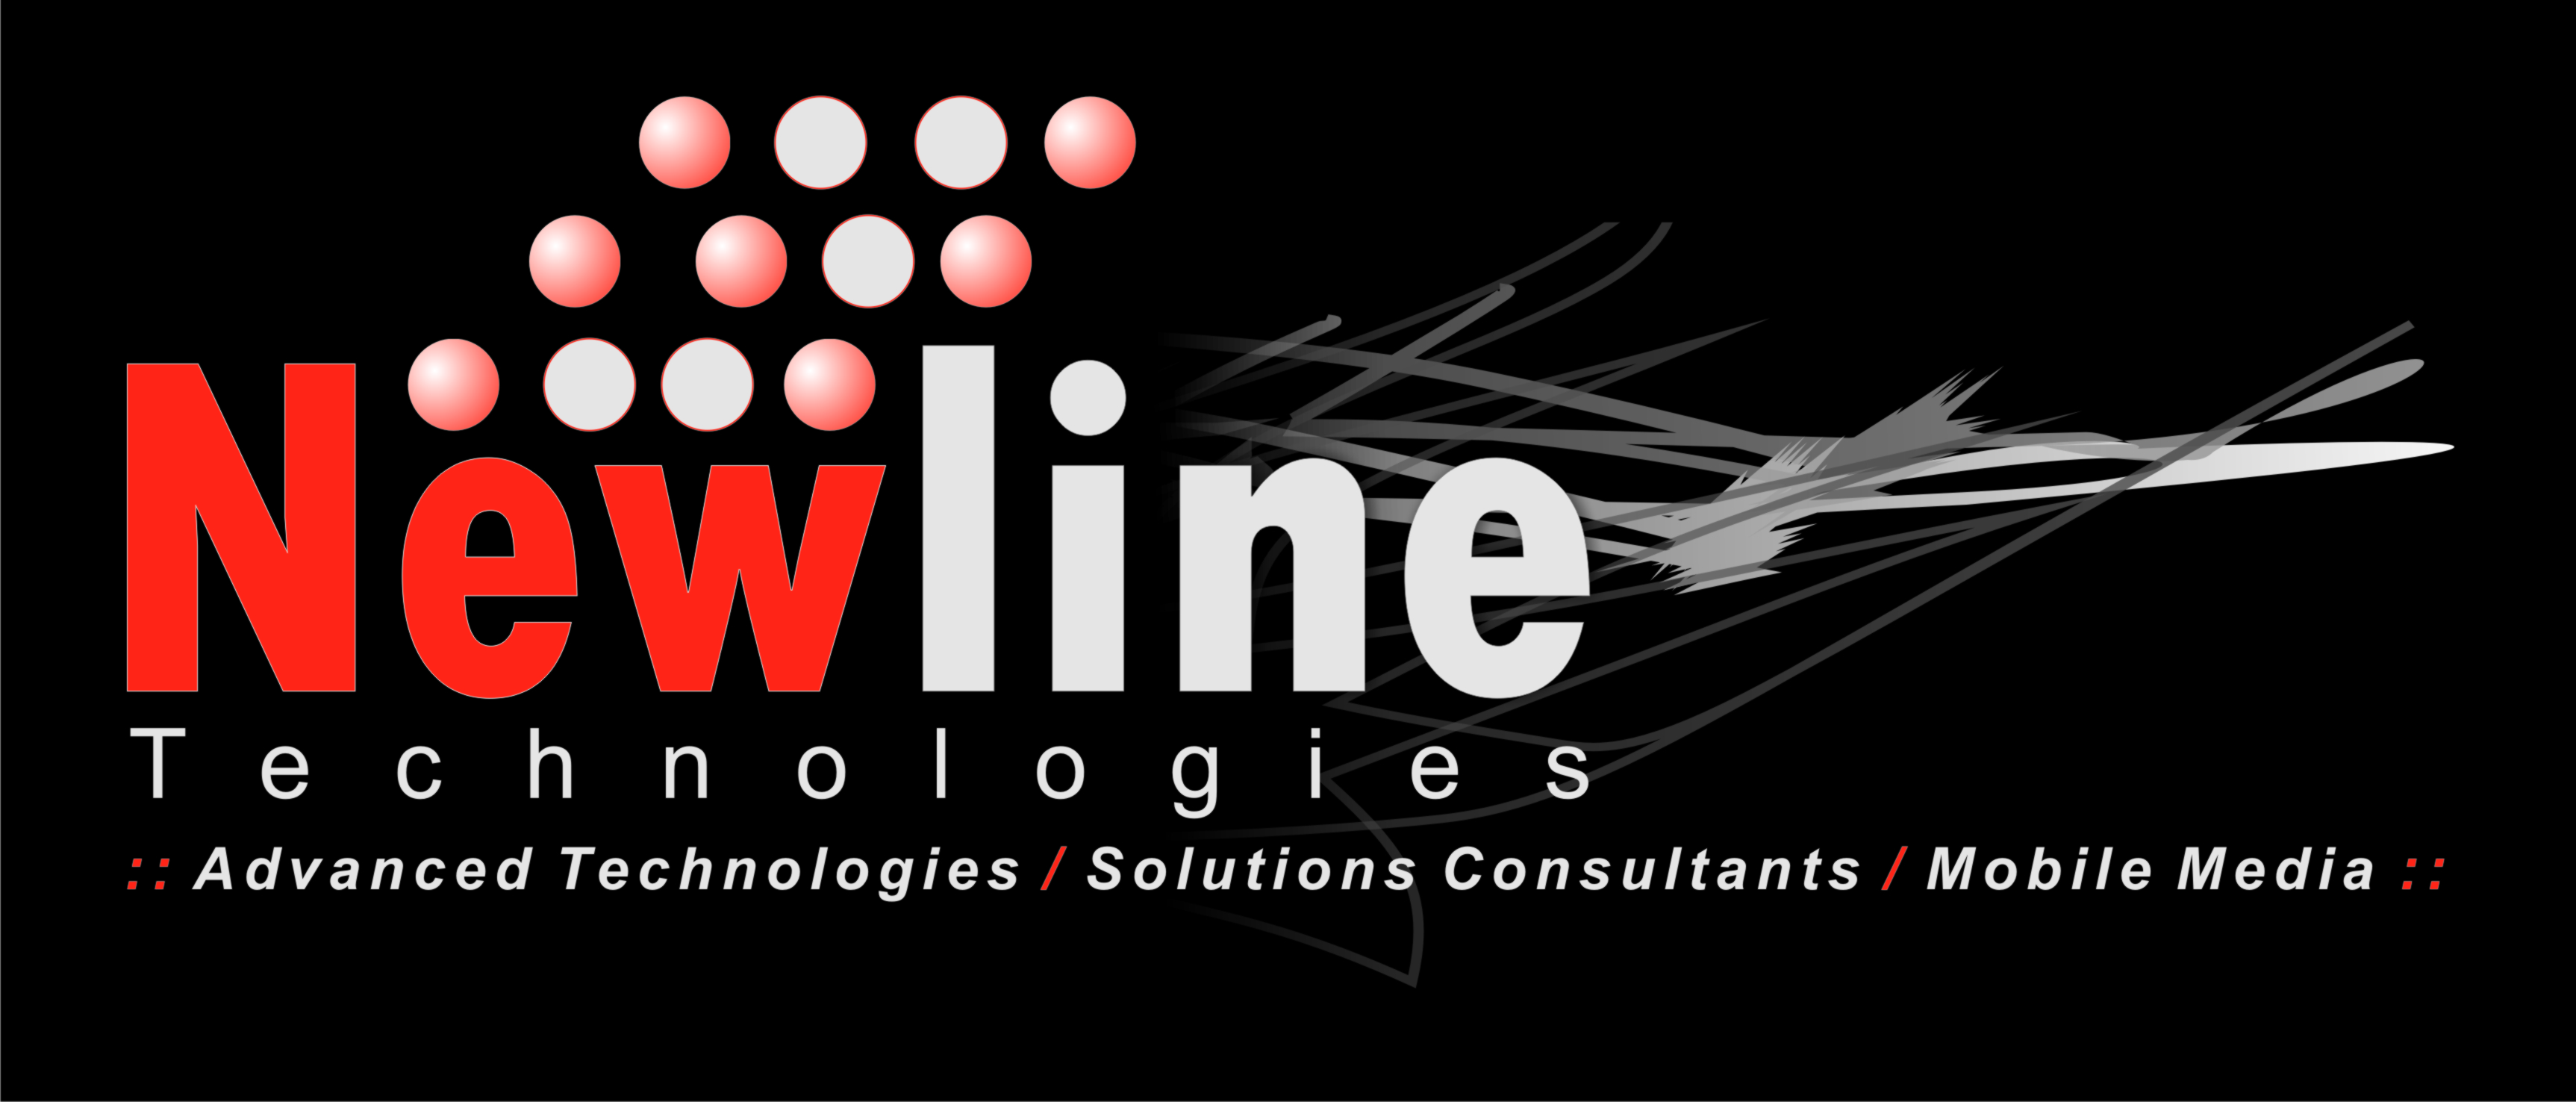 Newline
Technologies
:: Advanced Technologies / Solutions Consultants / Mobile Media ::